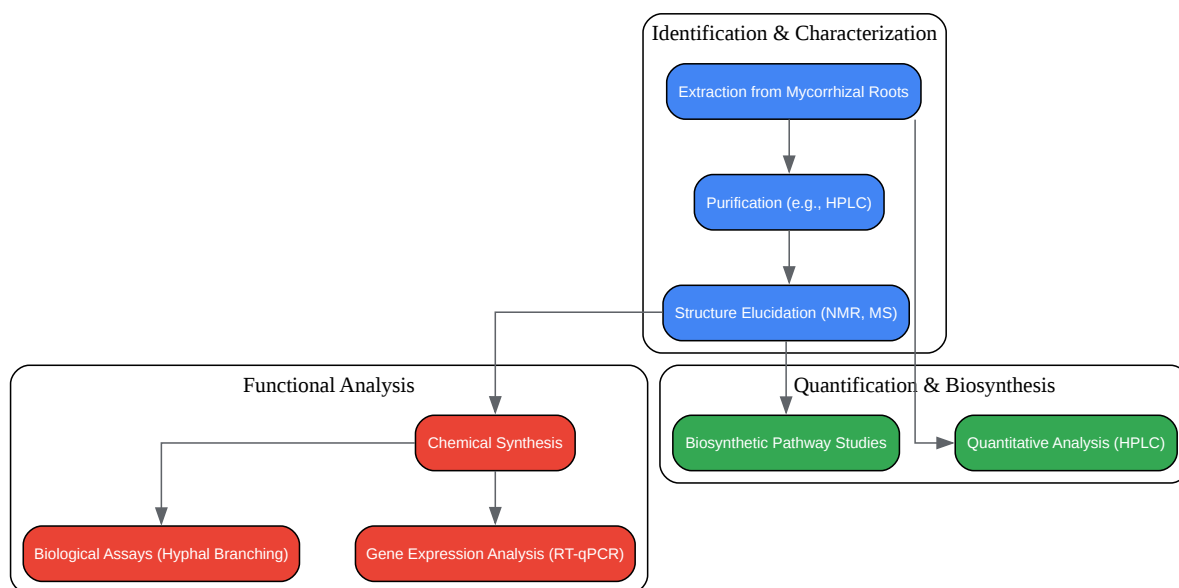 Identification & Characterization
Extraction from Mycorrhizal Roots
Purification (e.g., HPLC)
Structure Elucidation (NMR, MS)
Functional Analysis
Chemical Synthesis
Biological Assays (Hyphal Branching)
Gene Expression Analysis (RT-qPCR)
Quantification & Biosynthesis
Biosynthetic Pathway Studies
Quantitative Analysis (HPLC)